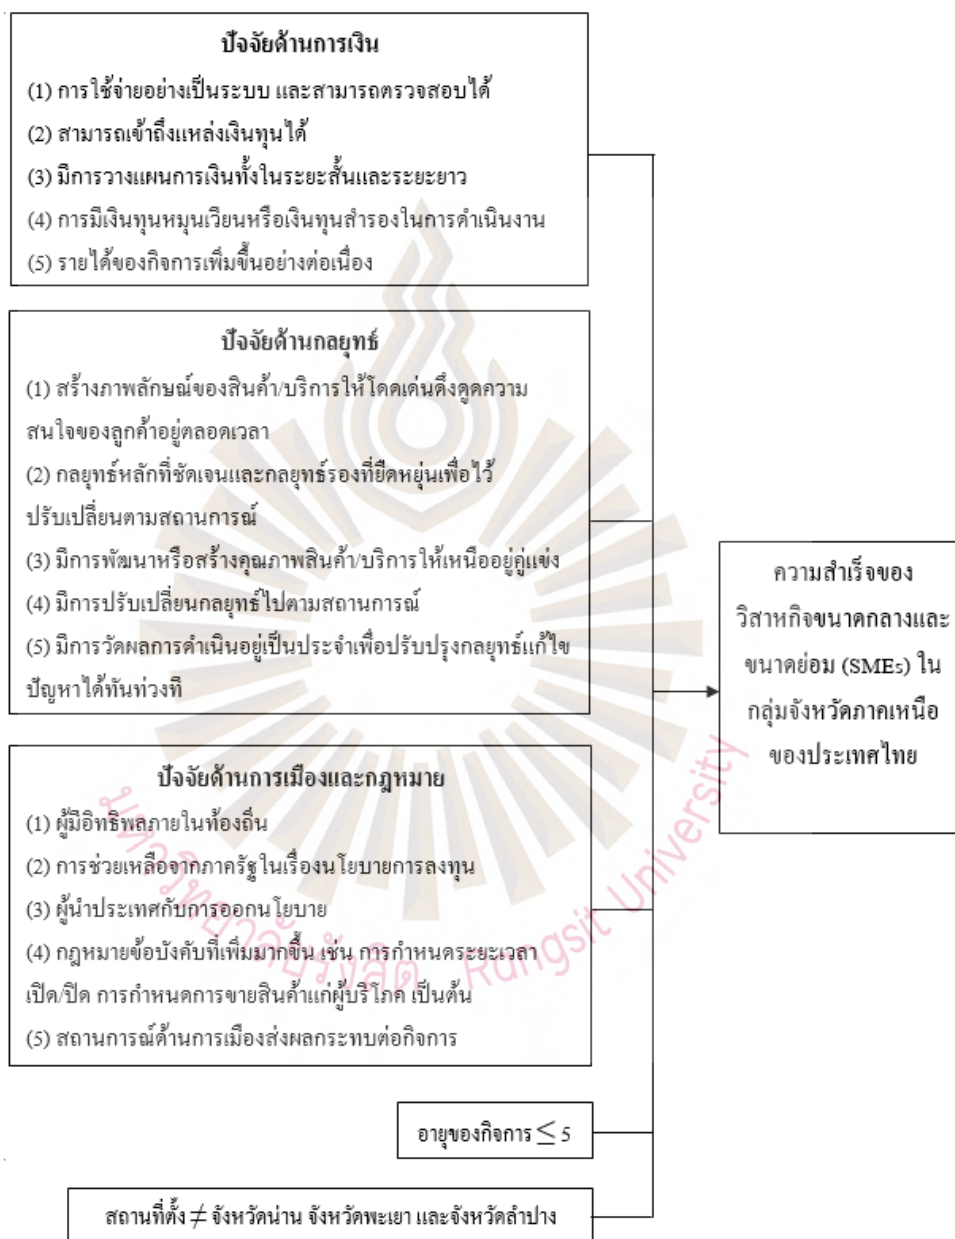 ปัจจัยด้านการเงิน
(1) การใช้จ่ายอย่างเป็นระบบ และสามารถตรวจสอบได้
(2) สามารถเข้าถึงแหล่งเงินทุนได้
(3) มีการวางแผนการเงินทั้งในระยะสั้นและระยะยาว
(4) การมีเงินทุนหมุนเวียนหรือเงินทุนสำรองในการดำเนินงาน
(5) รายได้ของกิจการเพิ่มขึ้นอย่างต่อเนื่อง
ปัจจัยด้านกลยุทธ์
(1) สร้างภาพลักษณ์ของสินค้า/บริการให้โดดเด่นดึงดูดความ
สนใจของลูกค้าอยู่ตลอดเวลา
(2) กลยุทธ์หลักที่ชัดเจนและกลยุทธ์รองที่ยืดหยุ่นเพื่อไว้
ปรับเปลี่ยนตามสถานการณ์
(3) มีการพัฒนาหรือสร้างคุณภาพสินค้า/บริการให้เหนืออยู่คู่แข่ง
(4) มีการปรับเปลี่ยนกลยุทธ์ไปตามสถานการณ์
(5) มีการวัดผลการดำเนินอยู่เป็นประจำเพื่อปรับปรุงกลยุทธ์แก้ไข
ปัญหาได้ทันท่วงที
ปัจจัยด้านการเมืองและกฎหมาย
(1) ผู้มีอิทธิพลภายในท้องถิ่น
(2) การช่วยเหลือจากภาครัฐในเรื่องนโยบายการลงทุน
(3) ผู้นำประเทศกับการออกนโยบาย
(4) กฎหมายข้อบังคับที่เพิ่มมากขึ้น เช่น การกำหนดระยะเวลา
เปิด/ปิด การกำหนดการขายสินค้าแก่ผู้บริโภค เป็นต้น
(5) สถานการณ์ด้านการเมืองส่งผลกระทบต่อกิจการ
อายุของกิจการ ≤ 5
สถานที่ตั้ง ≠ จังหวัดน่าน จังหวัดพะเยา และจังหวัดลำปาง
ความสำเร็จของ
วิสาหกิจขนาดกลางและ
ขนาดย่อม (SMEs) ใน
กลุ่มจังหวัดภาคเหนือ
ของประเทศไทย
มหาวิทยาลัยรังสิต Rangsit University